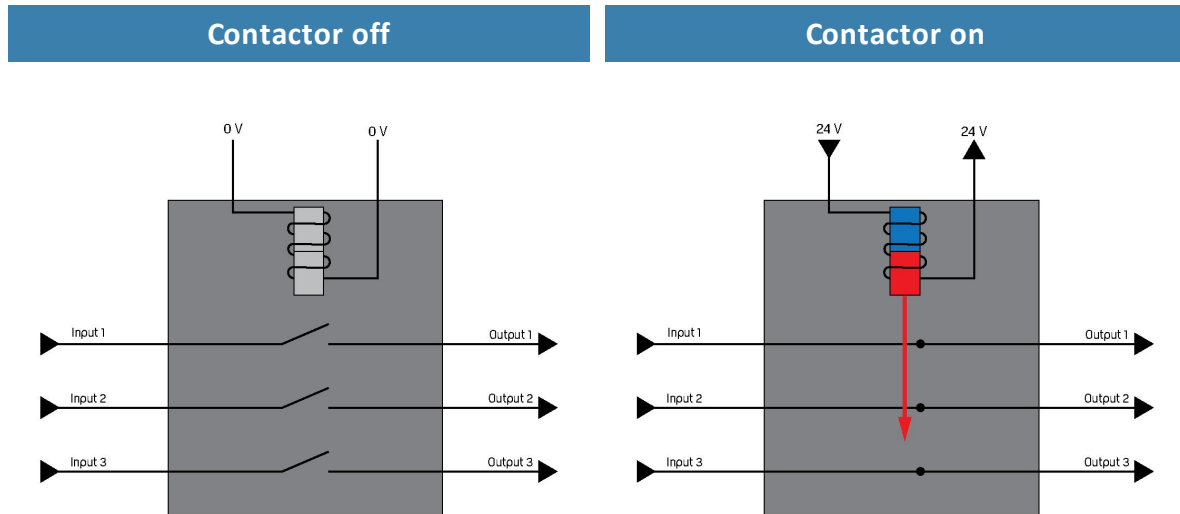 Contactor off
0 V
0 V
Input 1
Output 1
Input 2
Output 2
Input 3
Output 3
Contactor on
24 V
24 V
Input 1
Output 1
Input 2
Output 2
Input 3
Output 3